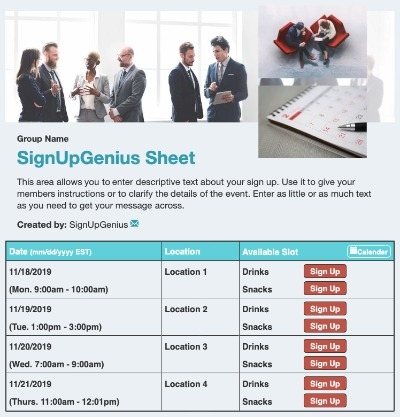 Group Name
SignUpGenius Sheet
This area allows you to enter descriptive text about your sign up. Use it to give your
members instructions or to clarify the details of the event. Enter as little or as much text
as you need to get your message across.
Created by: SignUpGenius
Date (mm/dd/yyyy EST) Location Available Slot Calender
11/18/2019 Location 1 Drinks Sign Up
(Mon. 9:00am - 10:00am) Snacks Sign Up
11/19/2019 Location 2 Drinks Sign Up
(Tue. 1:00pm - 3:00pm) Snacks Sign Up
11/20/2019 Location 3 Drinks Sign Up
(Wed. 7:00am - 9:00am) Snacks Sign Up
11/21/2019 Location 4 Drinks Sign Up
(Thurs. 11:00am - 12:01pm) Snacks Sign Up